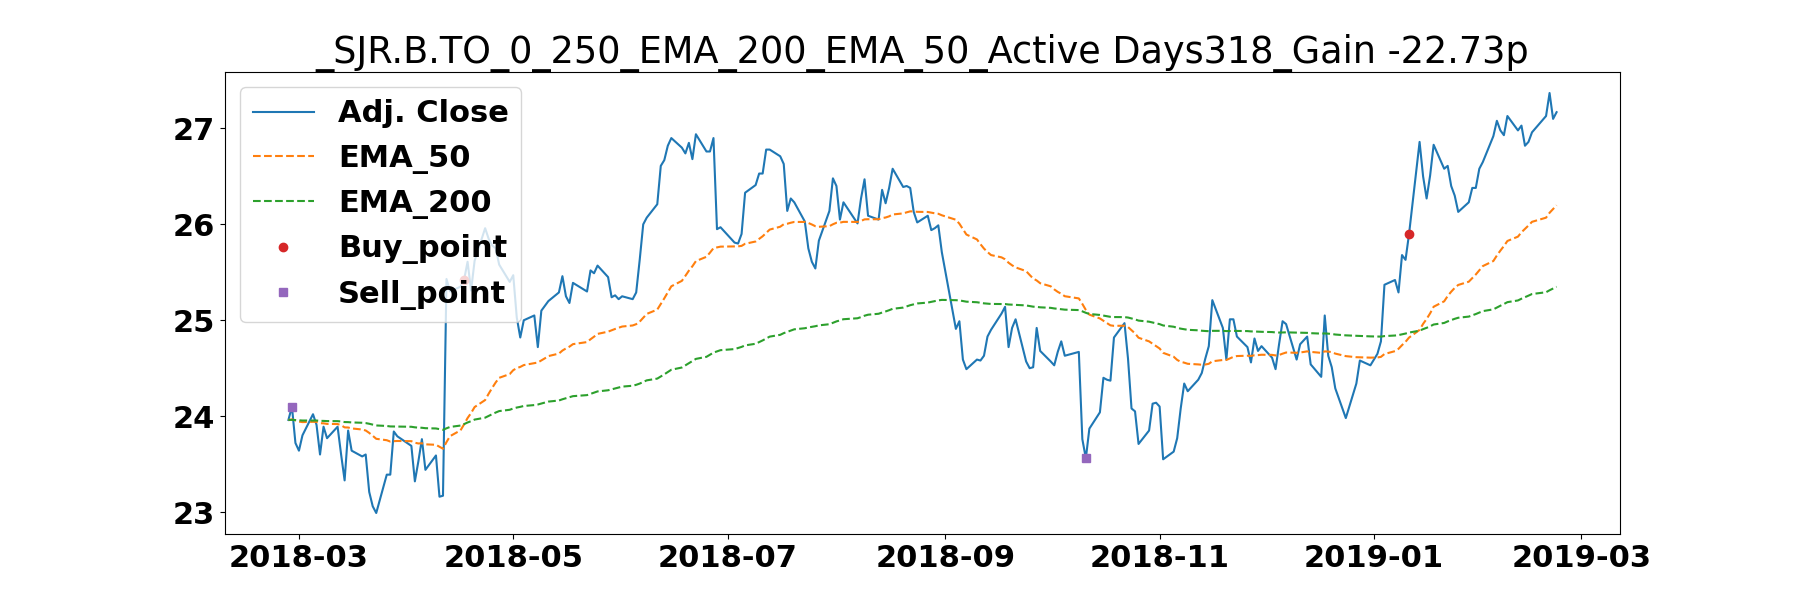 _SJR.B.TO_0_250_EMA_200_EMA_50_Active Days318_Gain -22.73p
Adj. Close
EMA_50
EMA_200
Buy_point
Sell_point
27
26
25
24
23
2018-03 2018-05 2018-07 2018-09 2018-11 2019-01 2019-03